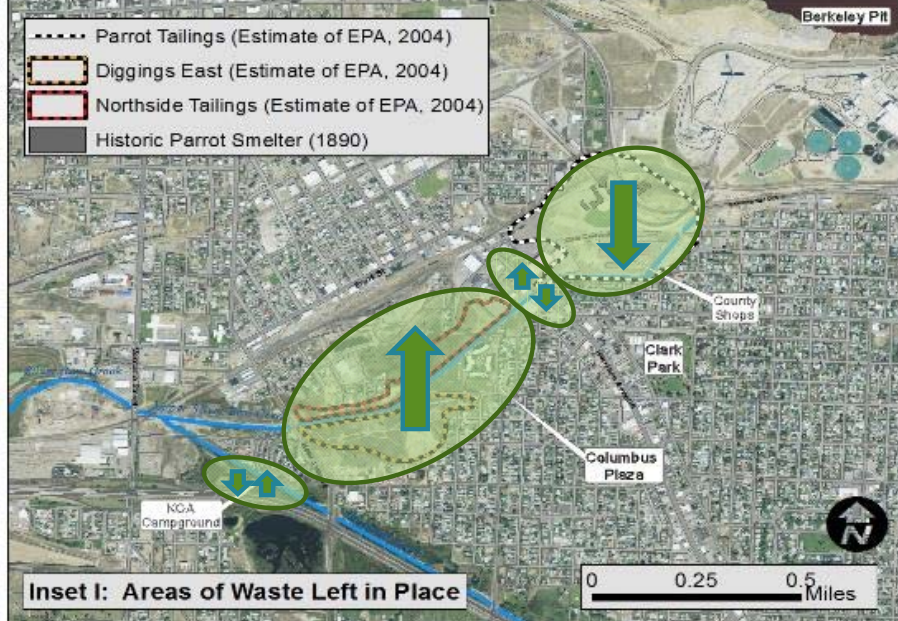 Berkeley Pit
Parrot Tailings (Estimate of EPA, 2004)
Diggings East (Estimate of EPA, 2004)
Northside Tailings (Estimate of EPA, 2004)
Historic Parrot Smelter (1890)
County
Shops
Clark
Park
Columbus
Plaza
KOA
Campground
N
Inset I: Areas of Waste Left in Place
0 0.25 0.5
Miles